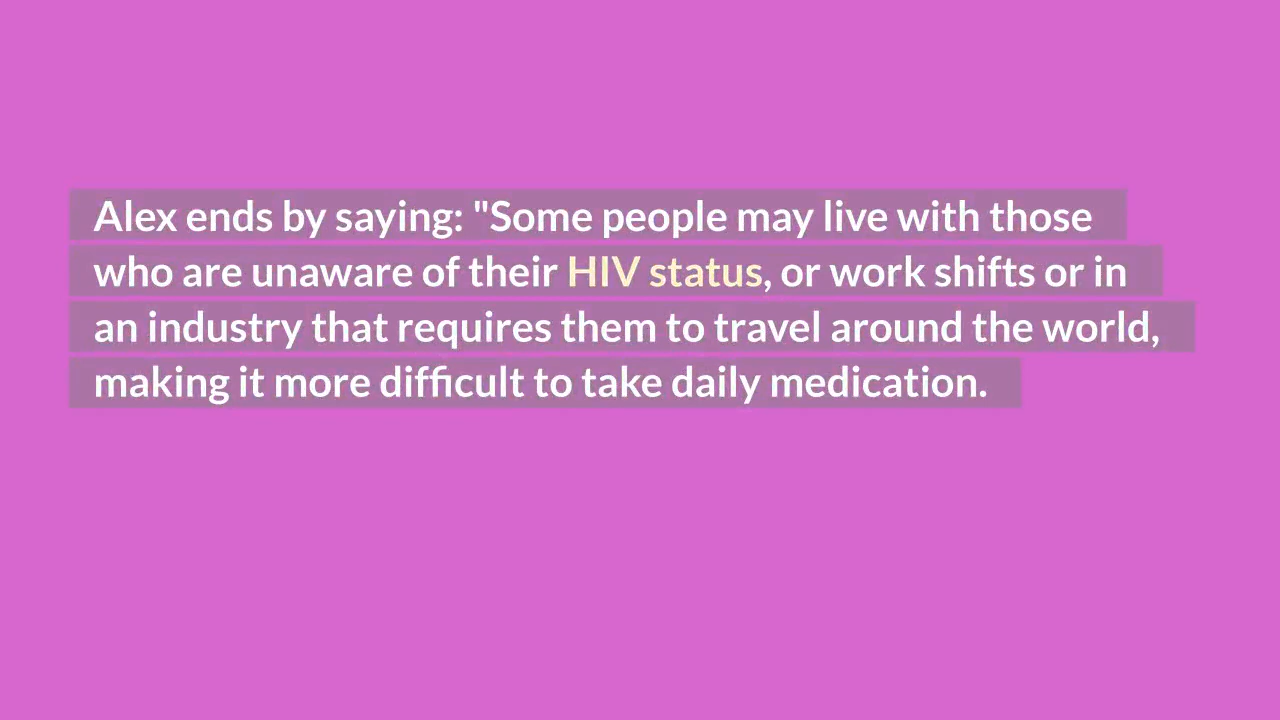 Alex ends by saying: "Some people may live with those
who are unaware of their HIV status, or work shifts or in
an industry that requires them to travel around the world,
making it more difficult to take daily medication.